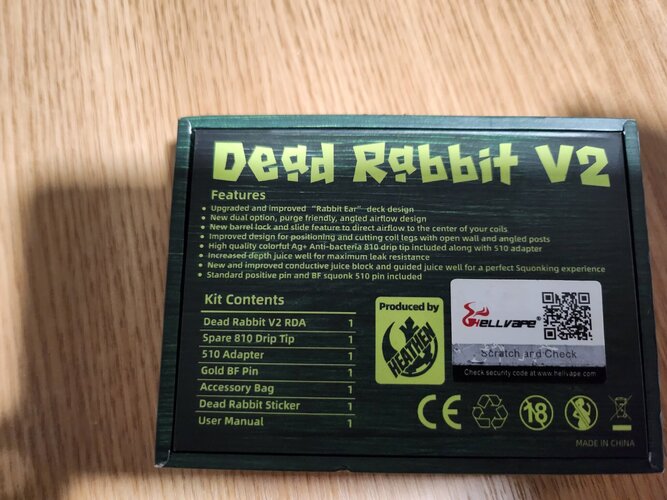 Dead Rabbit V2
Features
• Upgraded and improved “Rabbit Ear” deck design
• New dual option, purge friendly, angled airflow design
• New barrel lock and slide feature to direct airflow to the center of your coils
• Improved design for positioning and cutting coil legs with open wall and angled posts
• High quality colorful Ag+ Anti-bacteria 810 drip tip included along with 510 adapter
• Increased depth juice well for maximum leak resistance
• New and improved conductive juice block and guided juice well for a perfect Squonking experience
• Standard positive pin and BF squonk 510 pin included
Kit Contents
Dead Rabbit V2 RDA 1
Spare 810 Drip Tip 1
510 Adapter 1
Gold BF Pin 1
Accessory Bag 1
Dead Rabbit Sticker 1
User Manual 1
Produced by
HEATHEN
HELLVAPE®
Scratch and Check
Check security code at www.hellvape.com
CE
18
MADE IN CHINA